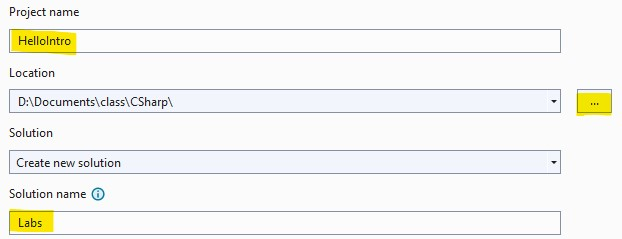 Project name
HelloIntro
Location
D:\Documents\class\CSharp\
...
Solution
Create new solution
Solution name
Labs